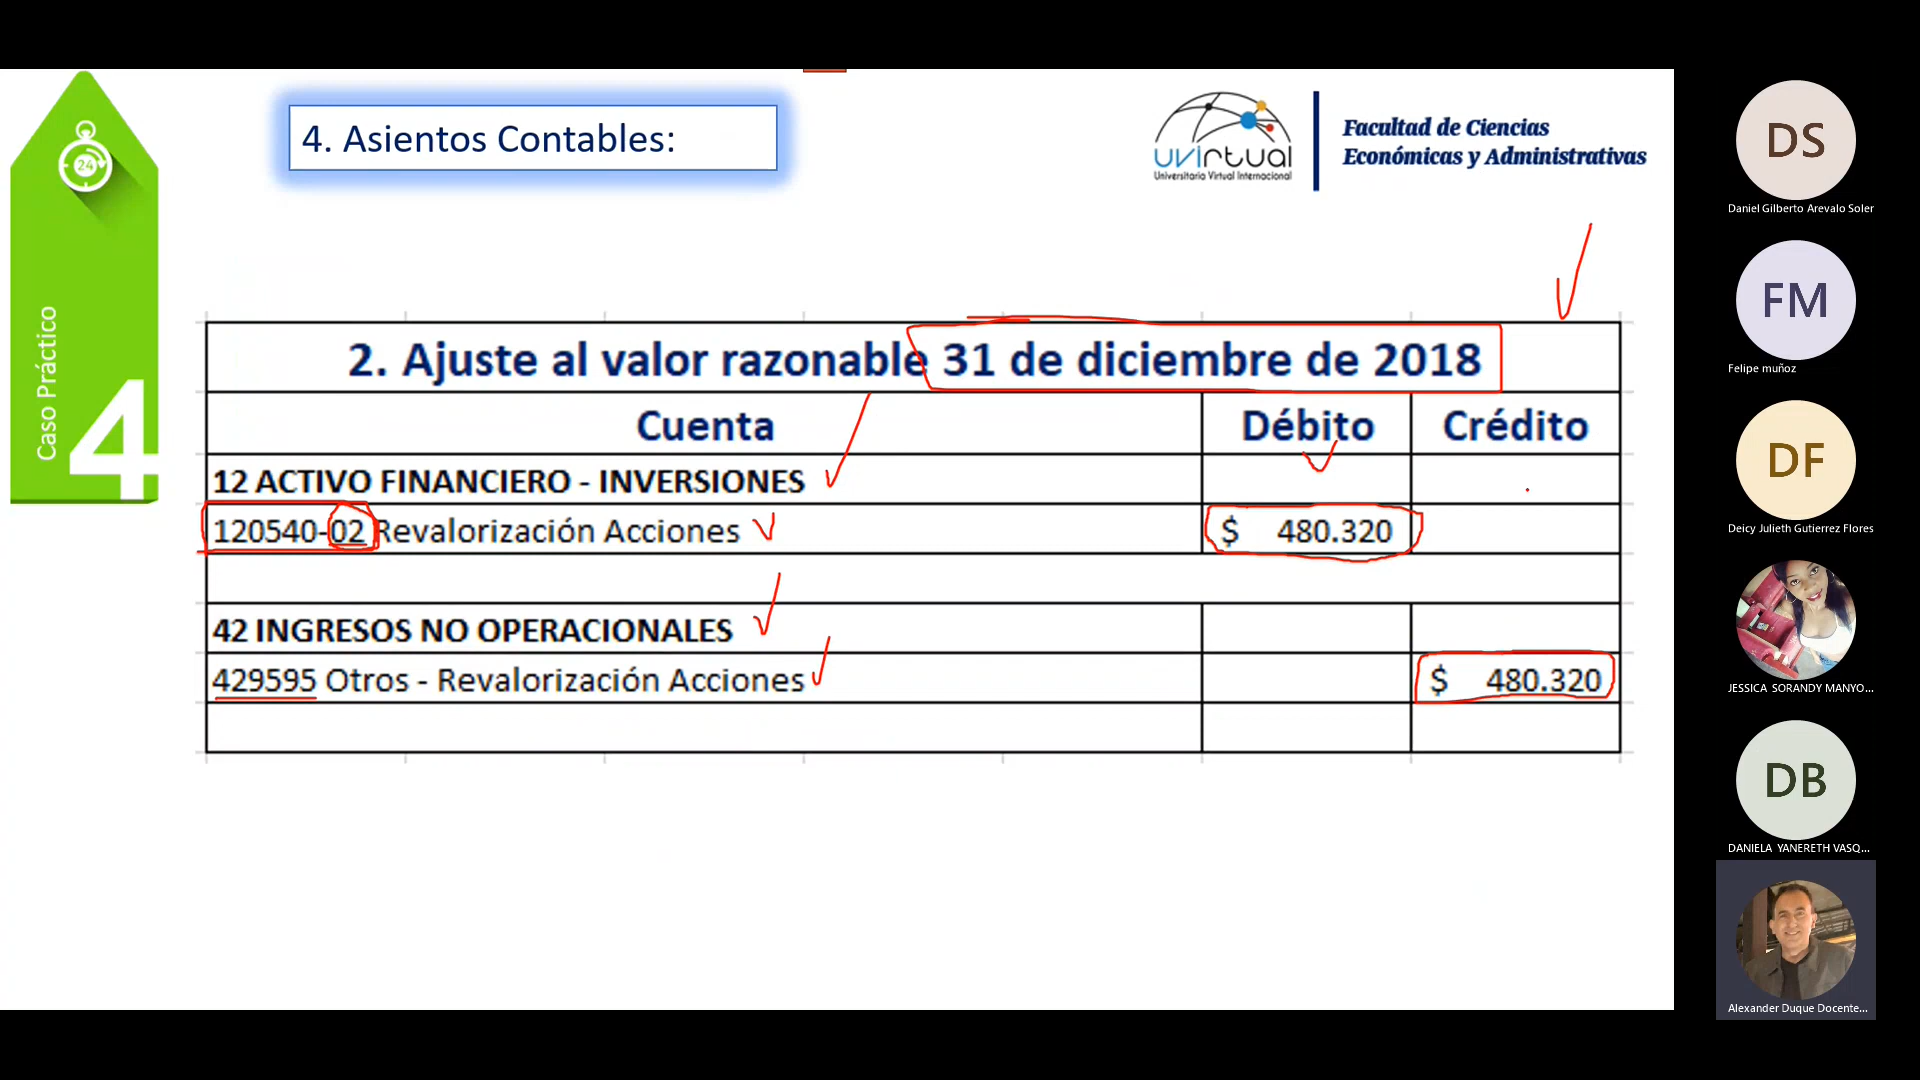 4. Asientos Contables:
uvirtual
Universitaria Virtual Internacional
Facultad de Ciencias
Económicas y Administrativas
24
Caso Práctico
4
2. Ajuste al valor razonable 31 de diciembre de 2018
Cuenta Débito Crédito
12 ACTIVO FINANCIERO - INVERSIONES
120540-02 Revalorización Acciones $ 480.320
42 INGRESOS NO OPERACIONALES
429595 Otros - Revalorización Acciones $ 480.320
DS
Daniel Gilberto Arevalo Soler
FM
Felipe muñoz
DF
Deicy Julieth Gutierrez Flores
JESSICA SORANDY MANYO...
DB
DANIELA YANERETH VASQ...
Alexander Duque Docente...